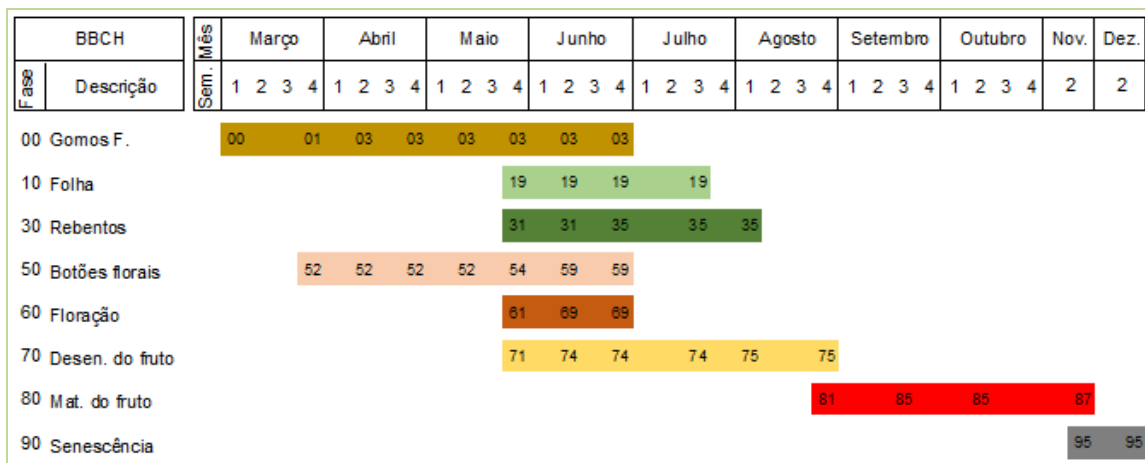 BBCH Mês Março Abril Maio Junho Julho Agosto Setembro Outubro Nov. Dez.
Fase Descrição Sem. 1 2 3 4 1 2 3 4 1 2 3 4 1 2 3 4 1 2 3 4 1 2 3 4 1 2 3 4 1 2 3 4 2 2
00 Gomos F. 00 01 03 03 03 03 03 03
10 Folha 19 19 19 19
30 Rebentos 31 31 35 35 35
50 Botões florais 52 52 52 52 54 59 59
60 Floração 61 69 69
70 Desen. do fruto 71 74 74 74 75 75
80 Mat. do fruto 81 85 85 87
90 Senescência 95 95